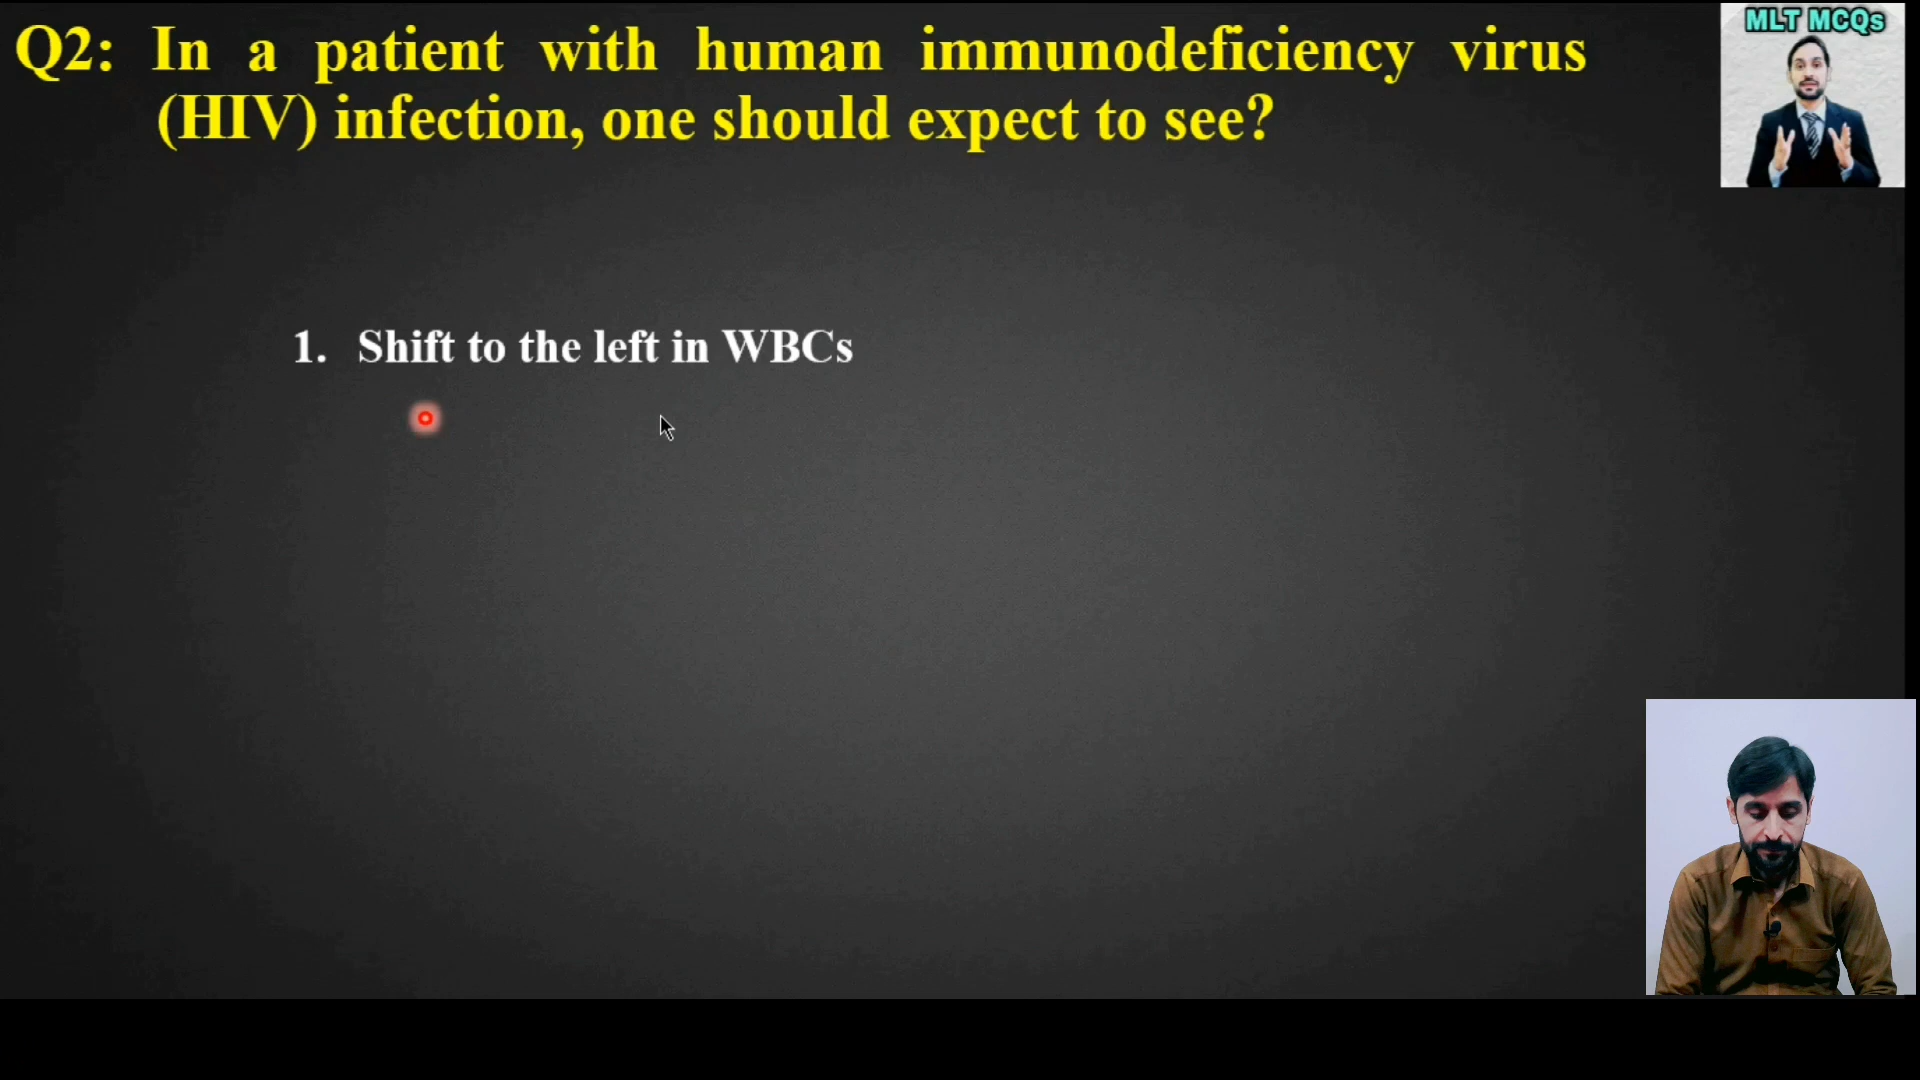 MLT MCQs
Q2: In a patient with human immunodeficiency virus
(HIV) infection, one should expect to see?
1. Shift to the left in WBCs